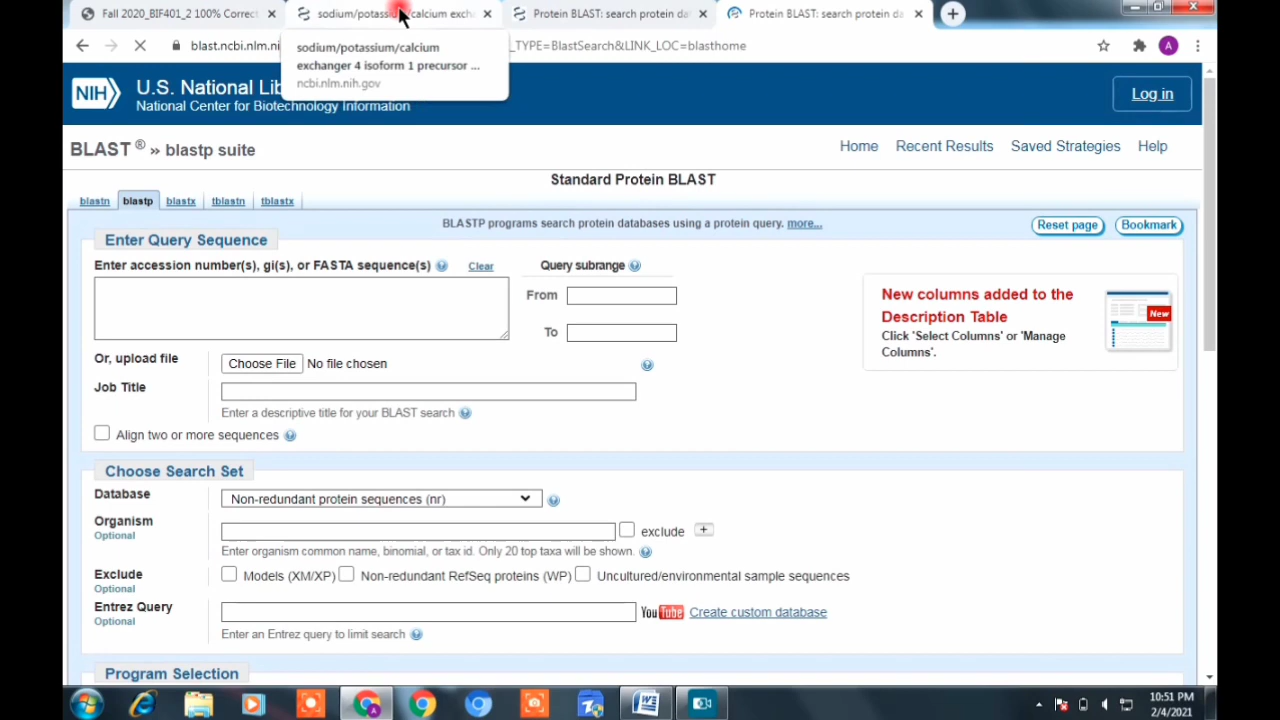 Fall 2020_BIF401_2 100% Correct
sodium/potassium/calcium exch
Protein BLAST: search protein da
Protein BLAST: search protein da
blast.ncbi.nlm.ni
_TYPE=BlastSearch&LINK_LOC=blasthome
A
sodium/potassium/calcium
exchanger 4 isoform 1 precursor ...
ncbi.nlm.nih.gov
NIH
U.S. National Lib
National Center for Biotechnology Information
Log in
BLAST ® » blastp suite
Home Recent Results Saved Strategies Help
Standard Protein BLAST
blastn blastp blastx tblastn tblastx
BLASTP programs search protein databases using a protein query. more...
Reset page Bookmark
Enter Query Sequence
Enter accession number(s), gi(s), or FASTA sequence(s) Clear
Query subrange
From
To
New columns added to the
Description Table
Click 'Select Columns' or 'Manage
Columns'.
New
Or, upload file Choose File No file chosen
Job Title
Enter a descriptive title for your BLAST search
Align two or more sequences
Choose Search Set
Database Non-redundant protein sequences (nr)
Organism
Optional
exclude +
Enter organism common name, binomial, or tax id. Only 20 top taxa will be shown.
Exclude
Optional
Models (XM/XP) Non-redundant RefSeq proteins (WP) Uncultured/environmental sample sequences
Entrez Query
Optional
YouTube Create custom database
Enter an Entrez query to limit search
Program Selection
10:51 PM
2/4/2021